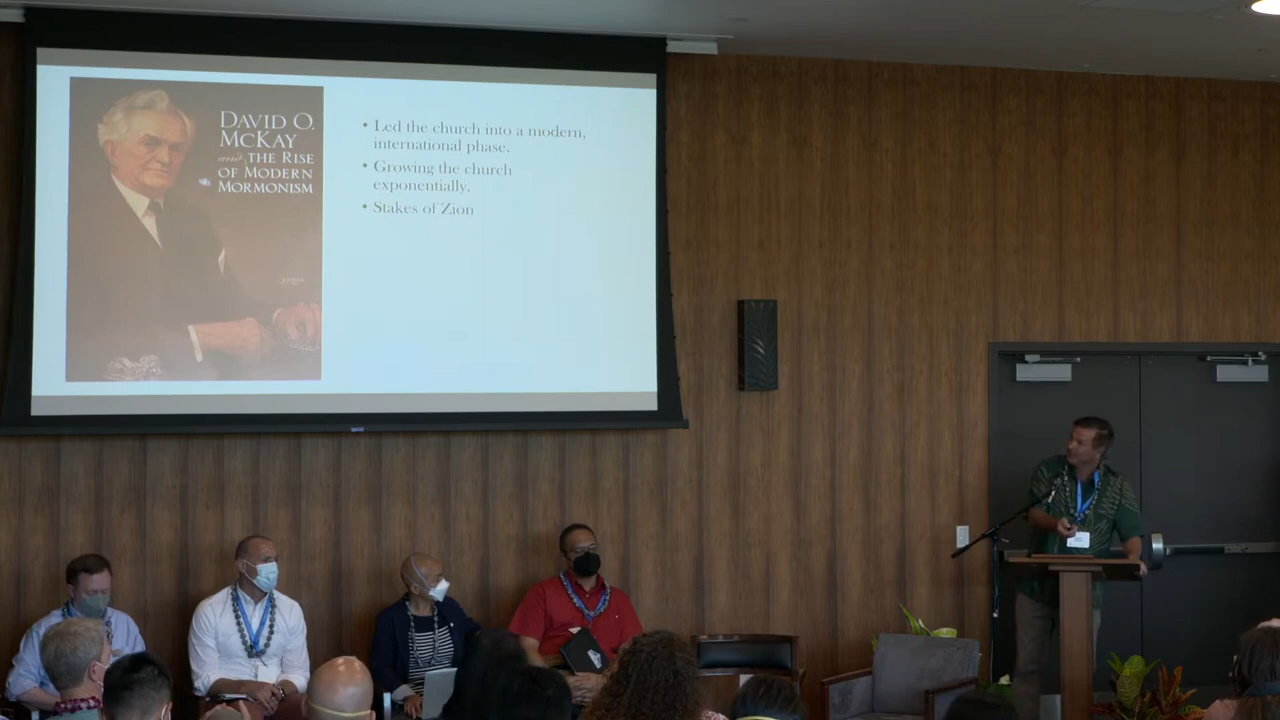 DAVID O.
MCKAY
and THE RISE
OF MODERN
MORMONISM
• Led the church into a modern,
international phase.
• Growing the church
exponentially.
• Stakes of Zion